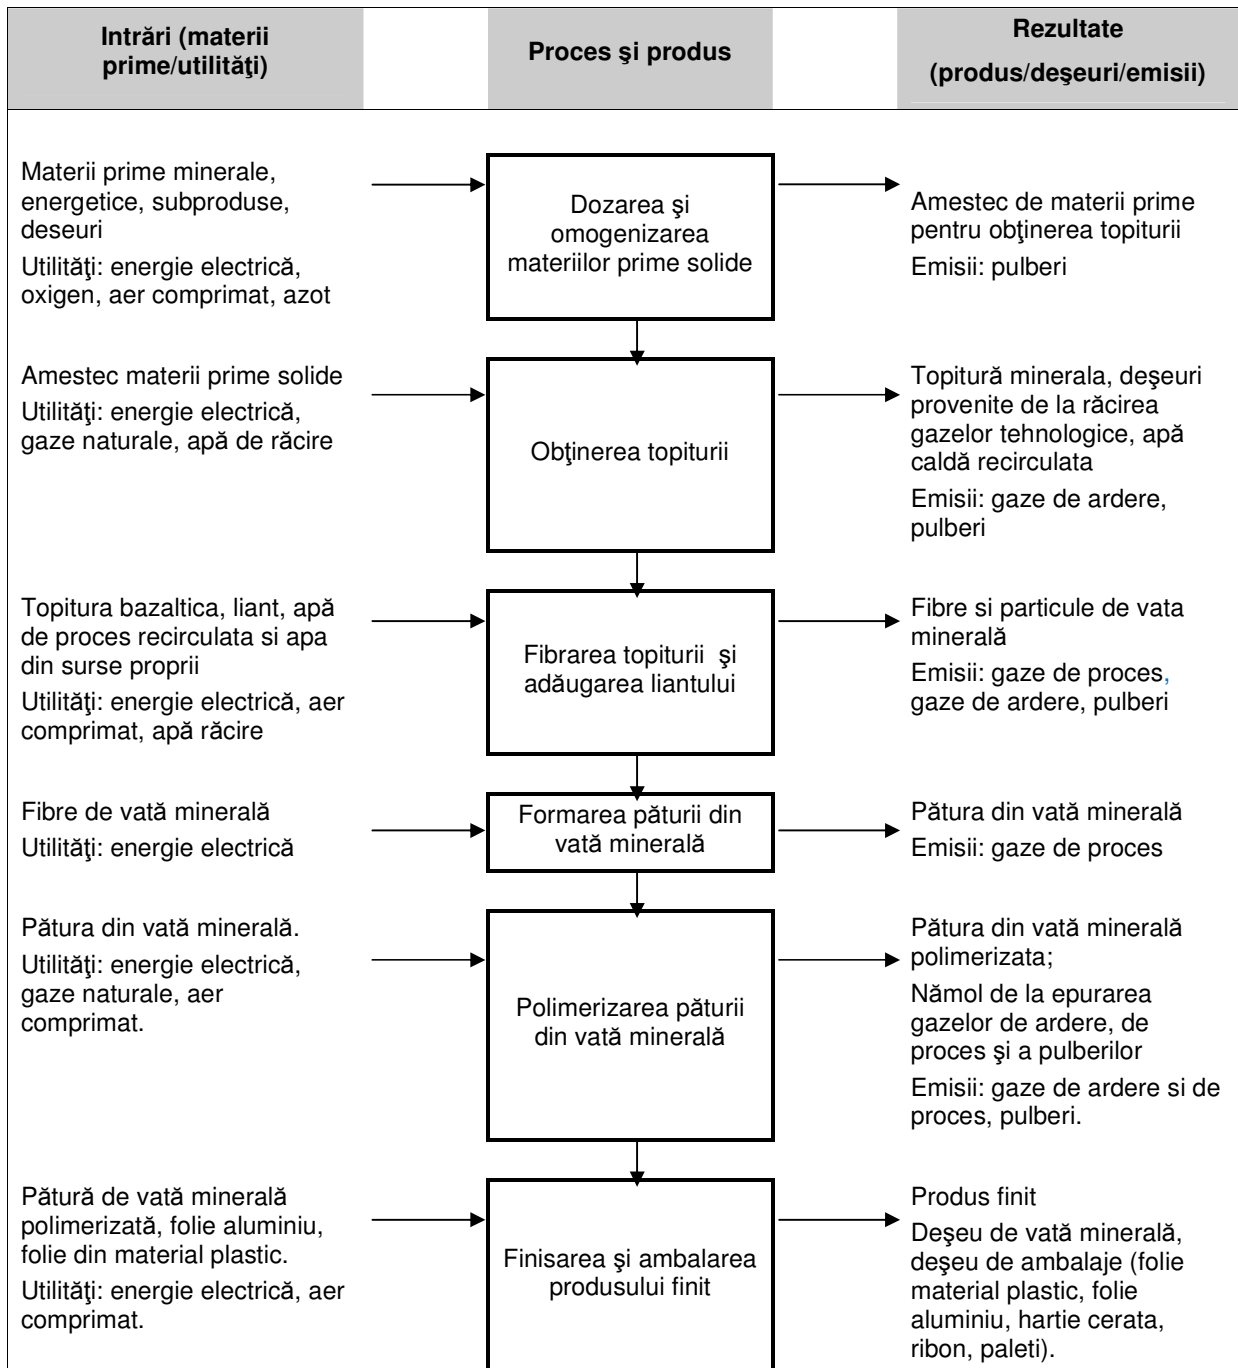 Intrări (materii
prime/utilităţi)
Proces şi produs
Rezultate
(produs/deşeuri/emisii)
Materii prime minerale,
energetice, subproduse,
deseuri
Utilităţi: energie electrică,
oxigen, aer comprimat, azot
Dozarea şi
omogenizarea
materiilor prime solide
Amestec de materii prime
pentru obţinerea topiturii
Emisii: pulberi
Amestec materii prime solide
Utilităţi: energie electrică,
gaze naturale, apă de răcire
Obţinerea topiturii
Topitură minerala, deşeuri
provenite de la răcirea
gazelor tehnologice, apă
caldă recirculata
Emisii: gaze de ardere,
pulberi
Topitura bazaltica, liant, apă
de proces recirculata si apa
din surse proprii
Utilităţi: energie electrică, aer
comprimat, apă răcire
Fibrarea topiturii şi
adăugarea liantului
Fibre si particule de vata
minerală
Emisii: gaze de proces,
gaze de ardere, pulberi
Fibre de vată minerală
Utilităţi: energie electrică
Formarea păturii din
vată minerală
Pătura din vată minerală
Emisii: gaze de proces
Pătura din vată minerală.
Utilităţi: energie electrică,
gaze naturale, aer
comprimat.
Polimerizarea păturii
din vată minerală
Pătura din vată minerală
polimerizata;
Nămol de la epurarea
gazelor de ardere, de
proces şi a pulberilor
Emisii: gaze de ardere si de
proces, pulberi.
Pătură de vată minerală
polimerizată, folie aluminiu,
folie din material plastic.
Utilităţi: energie electrică, aer
comprimat.
Finisarea şi ambalarea
produsului finit
Produs finit
Deşeu de vată minerală,
deşeu de ambalaje (folie
material plastic, folie
aluminiu, hartie cerata,
ribon, paleti).